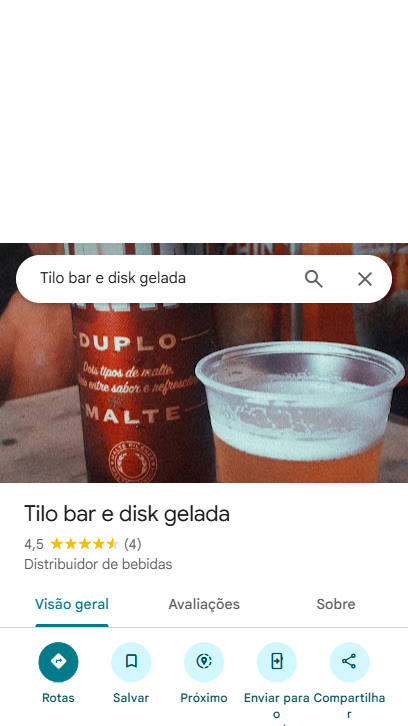 Tilo bar e disk gelada
DUPLO
Dois tipos de malte.
entre sabor e refresc
MALTE
Tilo bar e disk gelada
4,5 (4)
Distribuidor de bebidas
Visão geral Avaliações Sobre
Rotas Salvar Próximo Enviar para Compartilha
o r